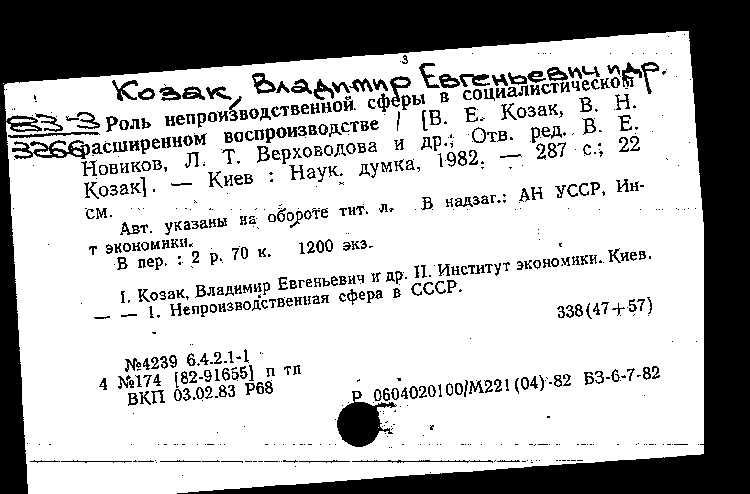 3
Козак, Владимир Евгеньевич и др.
83-3
3266
Роль непроизводственной сферы в социалистическом
расширенном воспроизводстве / [В. Е. Козак, В. Н.
Новиков, Л. Т. Верховодова и др.; Отв. ред. В. Е.
Козак]. — Киев : Наук. думка, 1982. — 287 с.; 22
см.
Авт. указаны на обороте тит. л. В надзаг.: АН УССР, Ин-
т экономики.
В пер. : 2 р. 70 к. 1200 экз.
I. Козак, Владимир Евгеньевич и др. II. Институт экономики. Киев.
— — 1. Непроизводственная сфера в СССР.
338(47+57)
№4239 6.4.2.1-1
4 №174 [82-91655] п тп
ВКП 03.02.83 Р68
Р 0604020100/М221(04)-82 БЗ-6-7-82